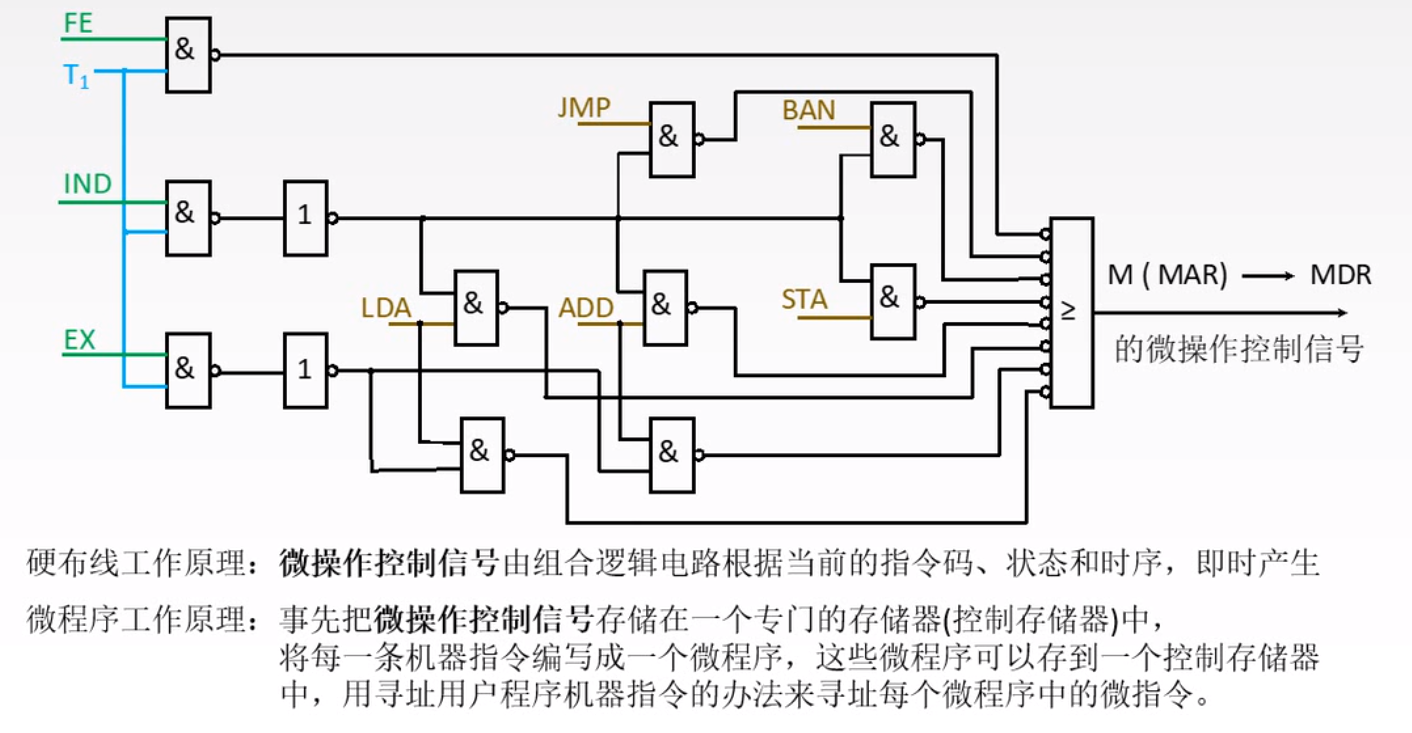 FE
&
T1
JMP
&
BAN
&
IND
&
1
LDA
&
ADD
&
STA
&
≥
M ( MAR) → MDR
的微操作控制信号
EX
&
1
&
&
硬布线工作原理：微操作控制信号由组合逻辑电路根据当前的指令码、状态和时序，即时产生
微程序工作原理：事先把微操作控制信号存储在一个专门的存储器(控制存储器)中，
将每一条机器指令编写成一个微程序，这些微程序可以存到一个控制存储器
中，用寻址用户程序机器指令的办法来寻址每个微程序中的微指令。